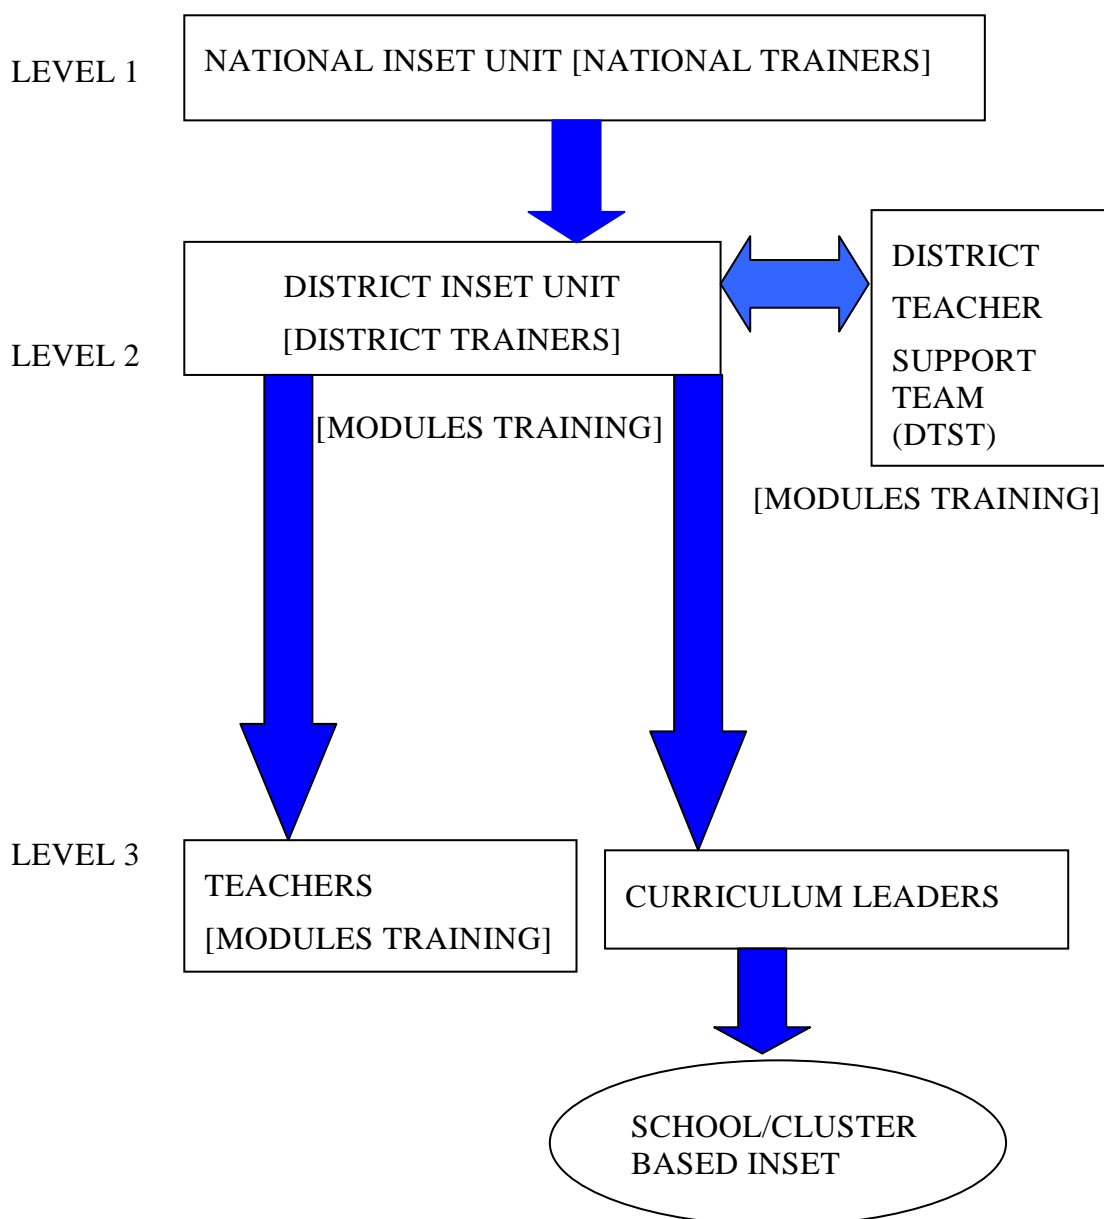 LEVEL 1
NATIONAL INSET UNIT [NATIONAL TRAINERS]
LEVEL 2
DISTRICT INSET UNIT
[DISTRICT TRAINERS]
DISTRICT
TEACHER
SUPPORT
TEAM
(DTST)
[MODULES TRAINING]
[MODULES TRAINING]
LEVEL 3
TEACHERS
[MODULES TRAINING]
CURRICULUM LEADERS
SCHOOL/CLUSTER
BASED INSET